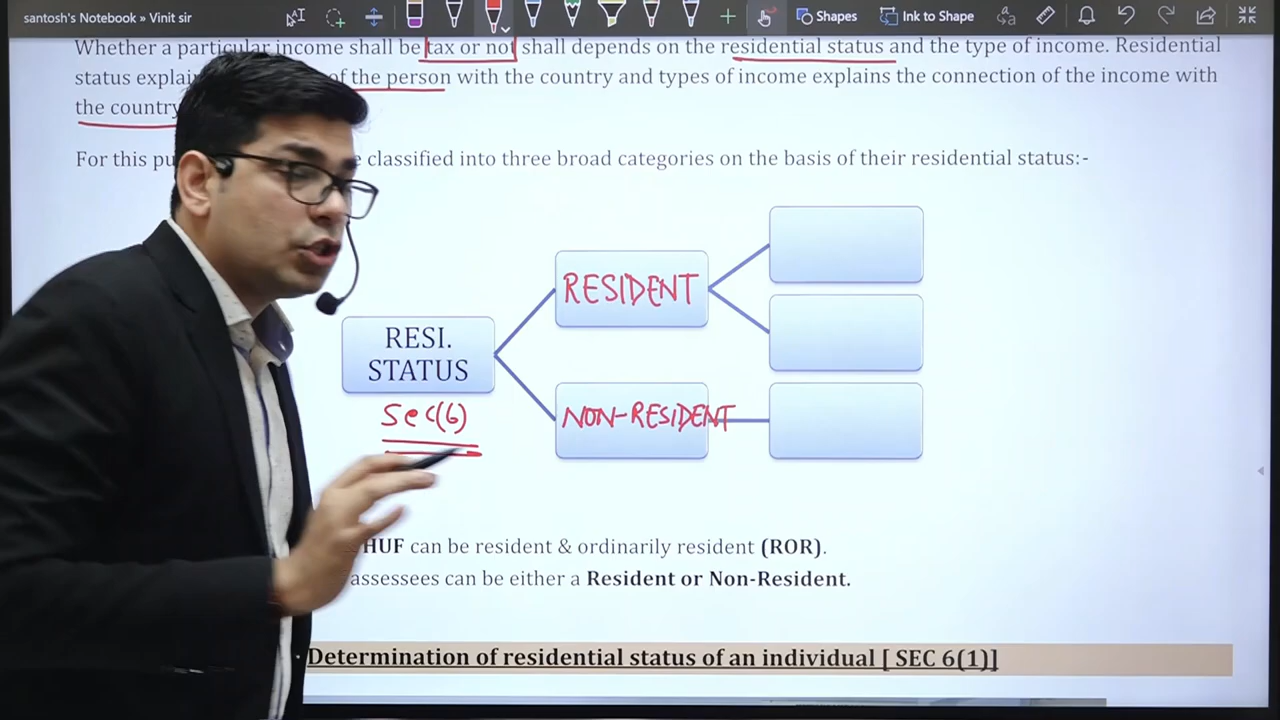 santosh's Notebook » Vinit sir
Shapes
Ink to Shape
Whether a particular income shall be tax or not shall depends on the residential status and the type of income. Residential
status of the person with the country and types of income explains the connection of the income with
the country
For this classified into three broad categories on the basis of their residential status:-
RESIDENT
RESI.
STATUS
Sec(6)
NON-RESIDENT
HUF can be resident & ordinarily resident (ROR).
assessees can be either a Resident or Non-Resident.
Determination of residential status of an individual [ SEC 6(1)]